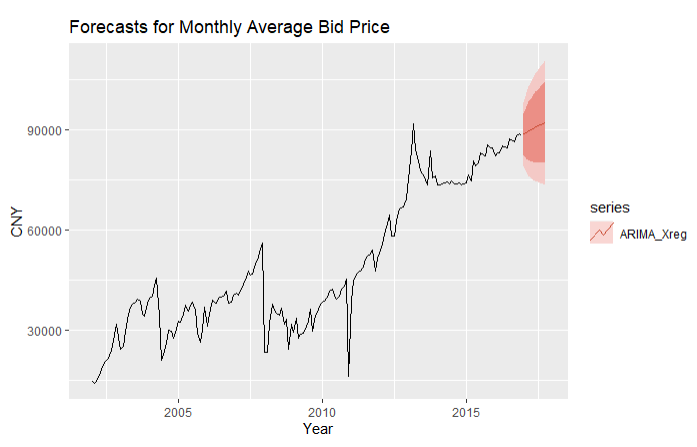 Forecasts for Monthly Average Bid Price
CNY
90000
60000
30000
2005
2010
2015
Year
series
ARIMA_Xreg